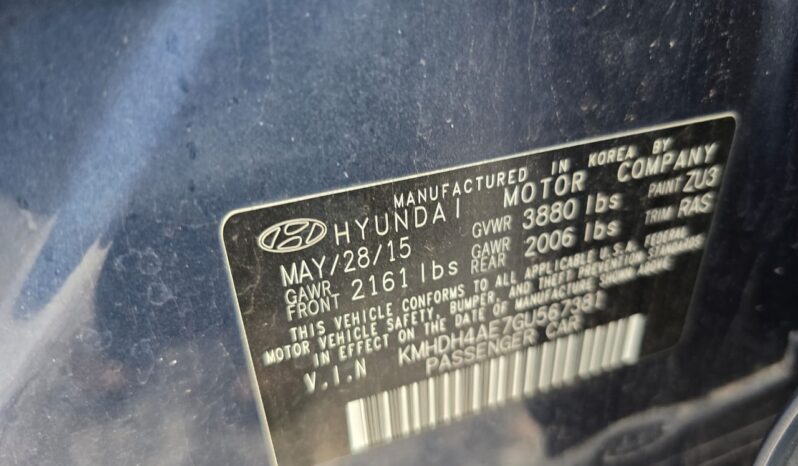 MANUFACTURED IN KOREA BY
HYUNDAI MOTOR COMPANY
MAY/28/15 GVWR 3880 lbs PAINT ZU3
GAWR FRONT 2161 lbs GAWR REAR 2006 lbs TRIM RAS
THIS VEHICLE CONFORMS TO ALL APPLICABLE U.S.A. FEDERAL
MOTOR VEHICLE SAFETY, BUMPER, AND THEFT PREVENTION STANDARDS
IN EFFECT ON THE DATE OF MANUFACTURE SHOWN ABOVE
V.I.N KMHDH4AE7GU567381
PASSENGER CAR